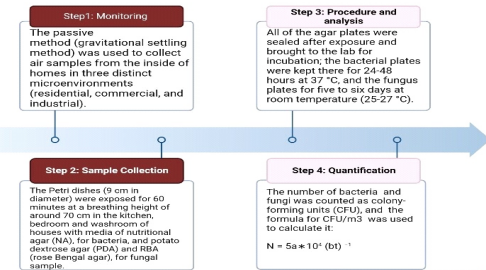 Step1: Monitoring
The passive
method (gravitational settling
method) was used to collect
air samples from the inside of
homes in three distinct
microenvironments
(residential, commercial, and
industrial).
Step 2: Sample Collection
The Petri dishes (9 cm in
diameter) were exposed for 60
minutes at a breathing height of
around 70 cm in the kitchen,
bedroom and washroom of
houses with media of nutritional
agar (NA), for bacteria, and potato
dextrose agar (PDA) and RBA
(rose Bengal agar), for fungal
sample.
Step 3: Procedure and
analysis
All of the agar plates were
sealed after exposure and
brought to the lab for
incubation; the bacterial plates
were kept there for 24-48
hours at 37 °C, and the fungus
plates for five to six days at
room temperature (25-27 °C).
Step 4: Quantification
The number of bacteria and
fungi was counted as colony-
forming units (CFU), and the
formula for CFU/m3 was used
to calculate it:
N = 5a∗10⁴ (bt) ⁻¹